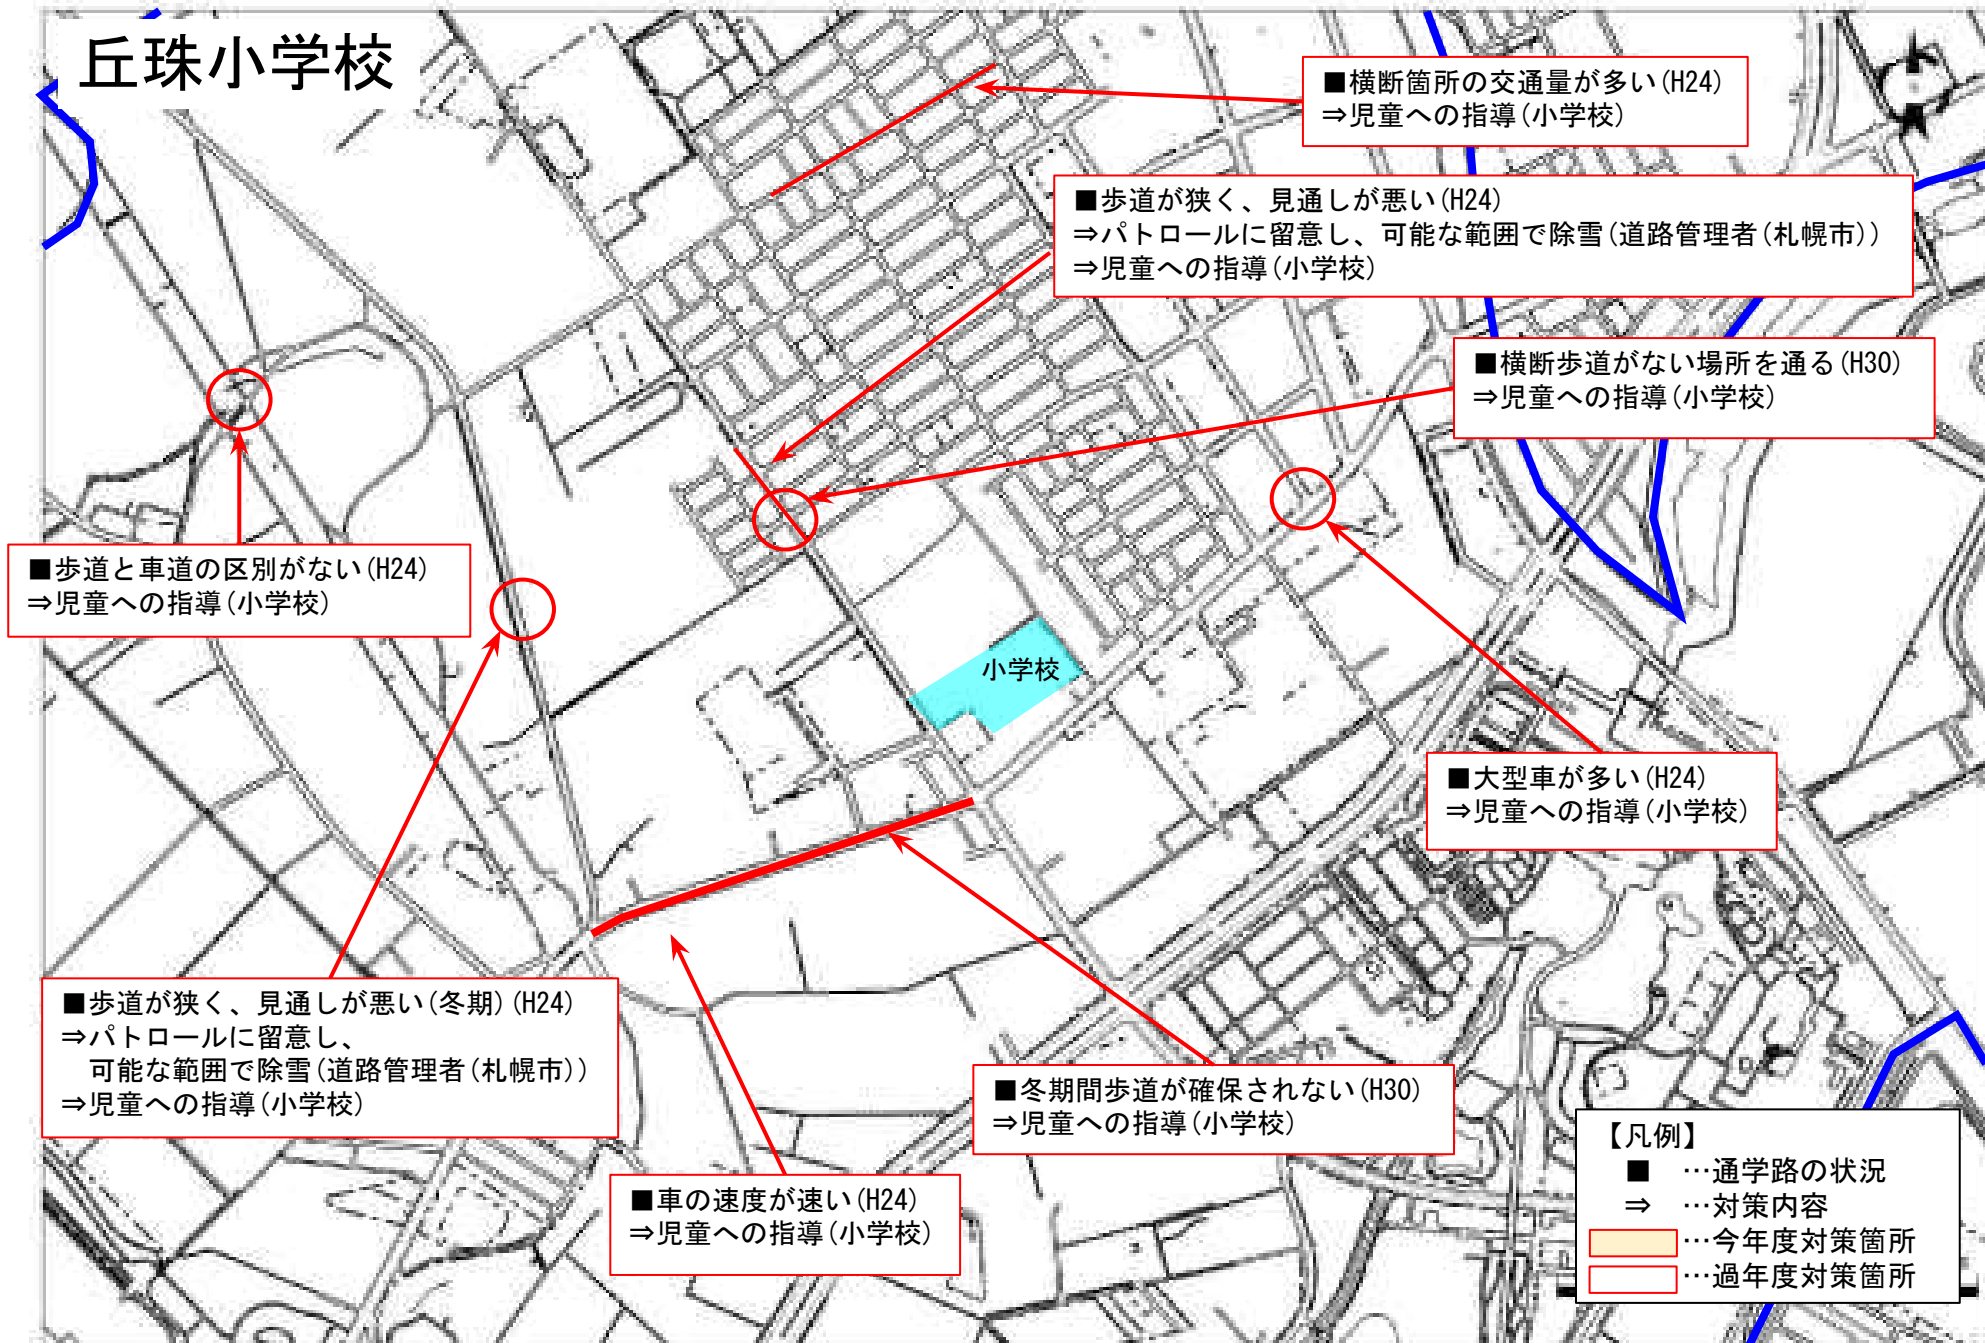 丘珠小学校
■横断箇所の交通量が多い(H24)
⇒児童への指導(小学校)
■歩道が狭く、見通しが悪い(H24)
⇒パトロールに留意し、可能な範囲で除雪(道路管理者(札幌市))
⇒児童への指導(小学校)
■横断歩道がない場所を通る(H30)
⇒児童への指導(小学校)
■歩道と車道の区別がない(H24)
⇒児童への指導(小学校)
小学校
■大型車が多い(H24)
⇒児童への指導(小学校)
■歩道が狭く、見通しが悪い(冬期)(H24)
⇒パトロールに留意し、
可能な範囲で除雪(道路管理者(札幌市))
⇒児童への指導(小学校)
■冬期間歩道が確保されない(H30)
⇒児童への指導(小学校)
■車の速度が速い(H24)
⇒児童への指導(小学校)
【凡例】
■ …通学路の状況
⇒ …対策内容
…今年度対策箇所
…過年度対策箇所